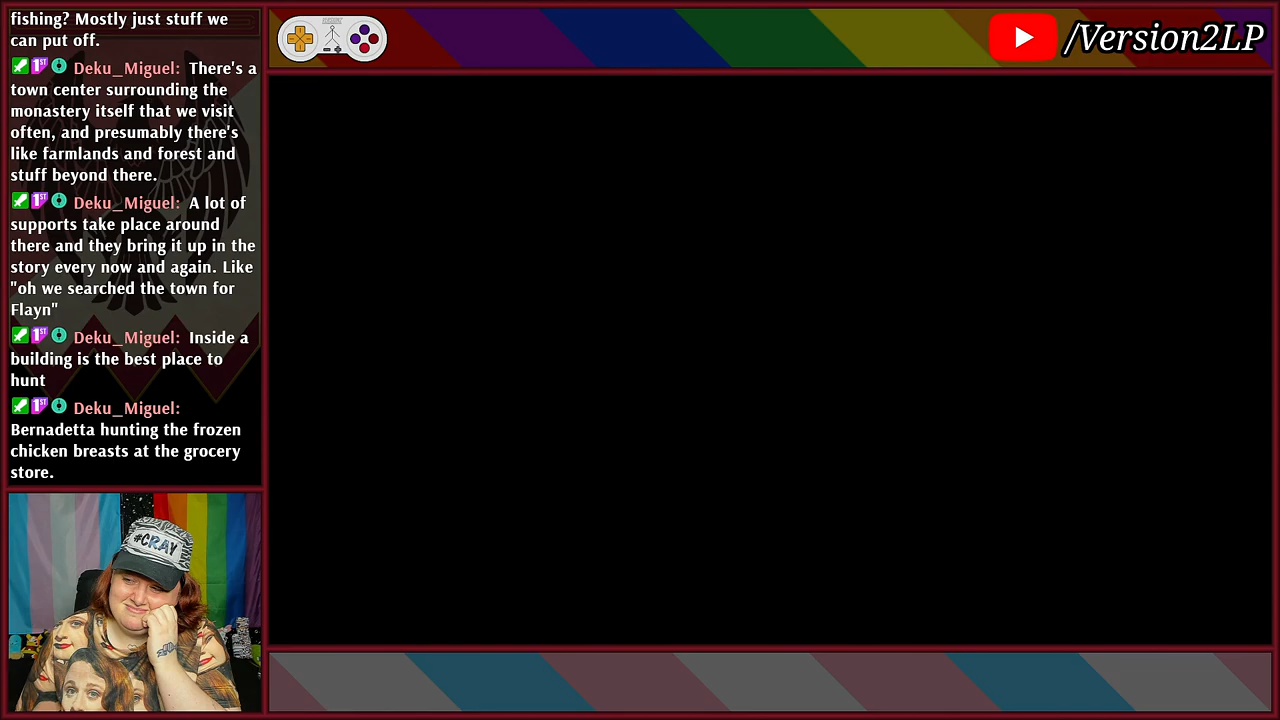 fishing? Mostly just stuff we
can put off.
Deku_Miguel: There's a
town center surrounding the
monastery itself that we visit
often, and presumably there's
like farmlands and forest and
stuff beyond there.
Deku_Miguel: A lot of
supports take place around
there and they bring it up in the
story every now and again. Like
"oh we searched the town for
Flayn"
Deku_Miguel: Inside a
building is the best place to
hunt
Deku_Miguel:
Bernadetta hunting the frozen
chicken breasts at the grocery
store.
/Version2LP
#CRAY